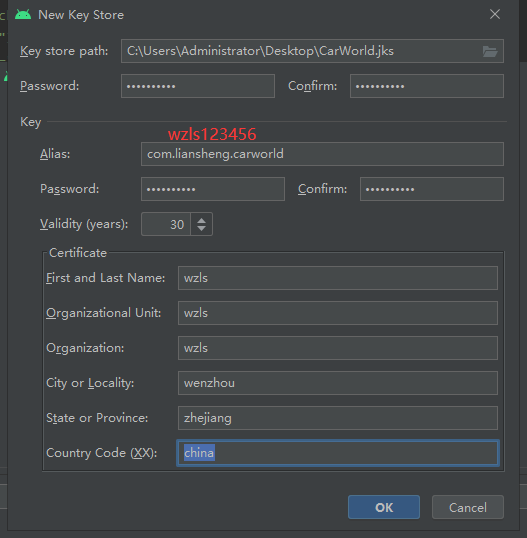 New Key Store
Key store path: C:\Users\Administrator\Desktop\CarWorld.jks
Password: •••••••••• Confirm: ••••••••••
Key
wzls123456
Alias: com.liansheng.carworld
Password: •••••••••• Confirm: ••••••••••
Validity (years): 30
Certificate
First and Last Name: wzls
Organizational Unit: wzls
Organization: wzls
City or Locality: wenzhou
State or Province: zhejiang
Country Code (XX): china
OK Cancel